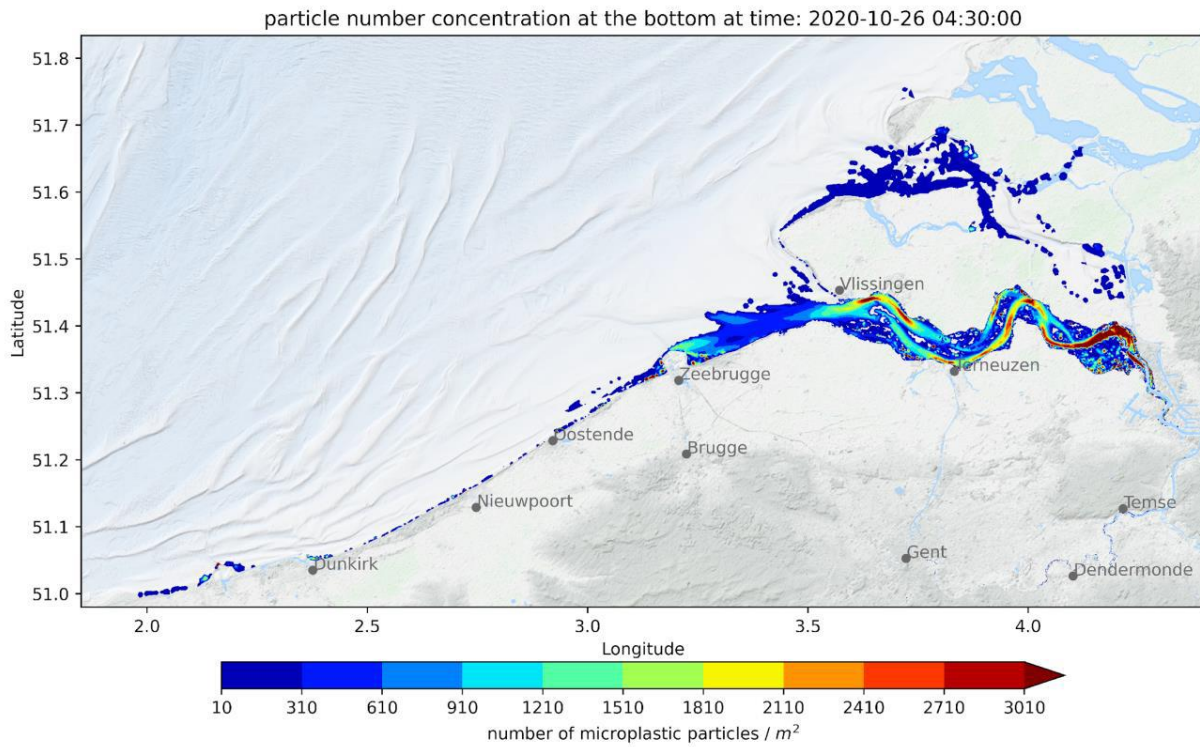 particle number concentration at the bottom at time: 2020-10-26 04:30:00
51.8
51.7
51.6
51.5
51.4
51.3
51.2
51.1
51.0
Latitude
Vlissingen
Terneuzen
Zeebrugge
Oostende
Brugge
Nieuwpoort
Temse
Gent
Dunkirk
Dendermonde
2.0 2.5 3.0 3.5 4.0
Longitude
10 310 610 910 1210 1510 1810 2110 2410 2710 3010
number of microplastic particles / m²